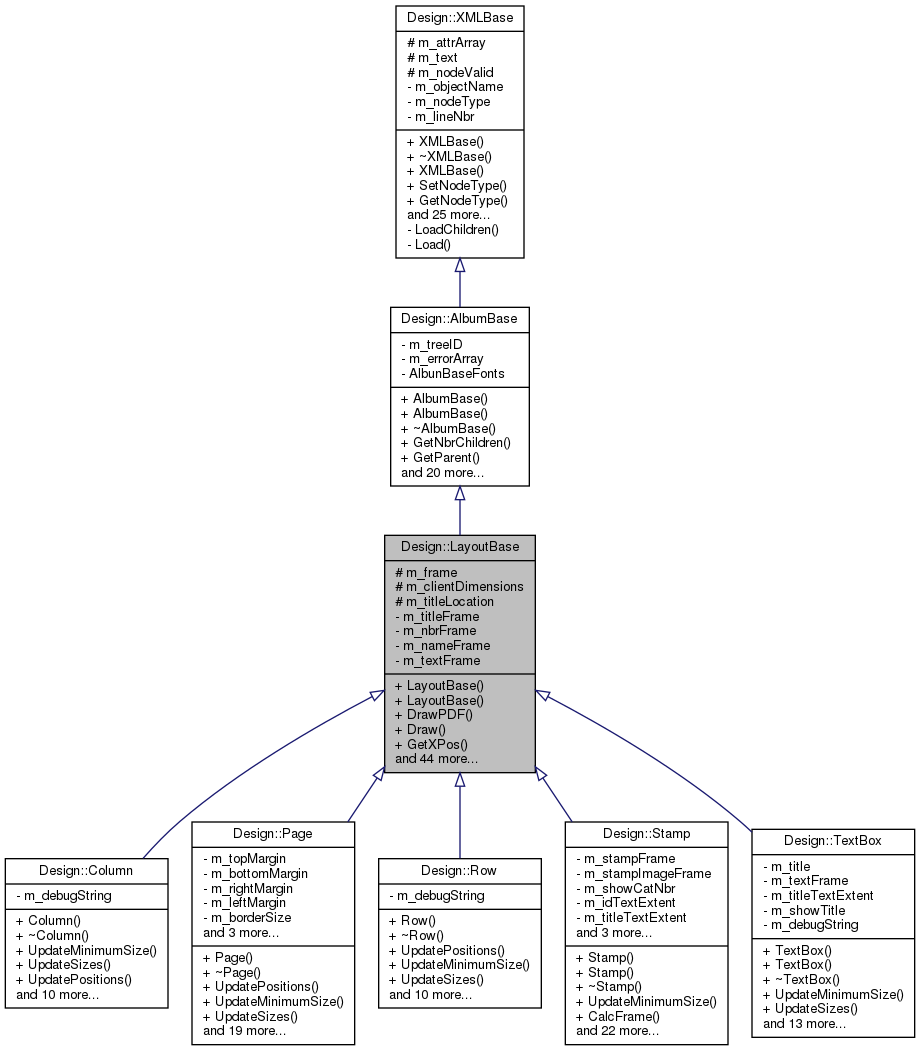 Design::XMLBase
# m_attrArray
# m_text
# m_nodeValid
- m_objectName
- m_nodeType
- m_lineNbr
+ XMLBase()
+ ~XMLBase()
+ XMLBase()
+ SetNodeType()
+ GetNodeType()
and 25 more...
- LoadChildren()
- Load()
Design::AlbumBase
- m_treeID
- m_errorArray
- AlbunBaseFonts
+ AlbumBase()
+ AlbumBase()
+ ~AlbumBase()
+ GetNbrChildren()
+ GetParent()
and 20 more...
Design::LayoutBase
# m_frame
# m_clientDimensions
# m_titleLocation
- m_titleFrame
- m_nbrFrame
- m_nameFrame
- m_textFrame
+ LayoutBase()
+ LayoutBase()
+ DrawPDF()
+ Draw()
+ GetXPos()
and 44 more...
Design::Column
- m_debugString
+ Column()
+ ~Column()
+ UpdateMinimumSize()
+ UpdateSizes()
+ UpdatePositions()
and 10 more...
Design::Page
- m_topMargin
- m_bottomMargin
- m_rightMargin
- m_leftMargin
- m_borderSize
and 3 more...
+ Page()
+ ~Page()
+ UpdatePositions()
+ UpdateMinimumSize()
+ UpdateSizes()
and 19 more...
Design::Row
- m_debugString
+ Row()
+ ~Row()
+ UpdatePositions()
+ UpdateMinimumSize()
+ UpdateSizes()
and 10 more...
Design::Stamp
- m_stampFrame
- m_stampImageFrame
- m_showCatNbr
- m_idTextExtent
- m_titleTextExtent
and 3 more...
+ Stamp()
+ Stamp()
+ ~Stamp()
+ UpdateMinimumSize()
+ CalcFrame()
and 22 more...
Design::TextBox
- m_title
- m_textFrame
- m_titleTextExtent
- m_showTitle
- m_debugString
+ TextBox()
+ TextBox()
+ ~TextBox()
+ UpdateMinimumSize()
+ UpdateSizes()
and 13 more...